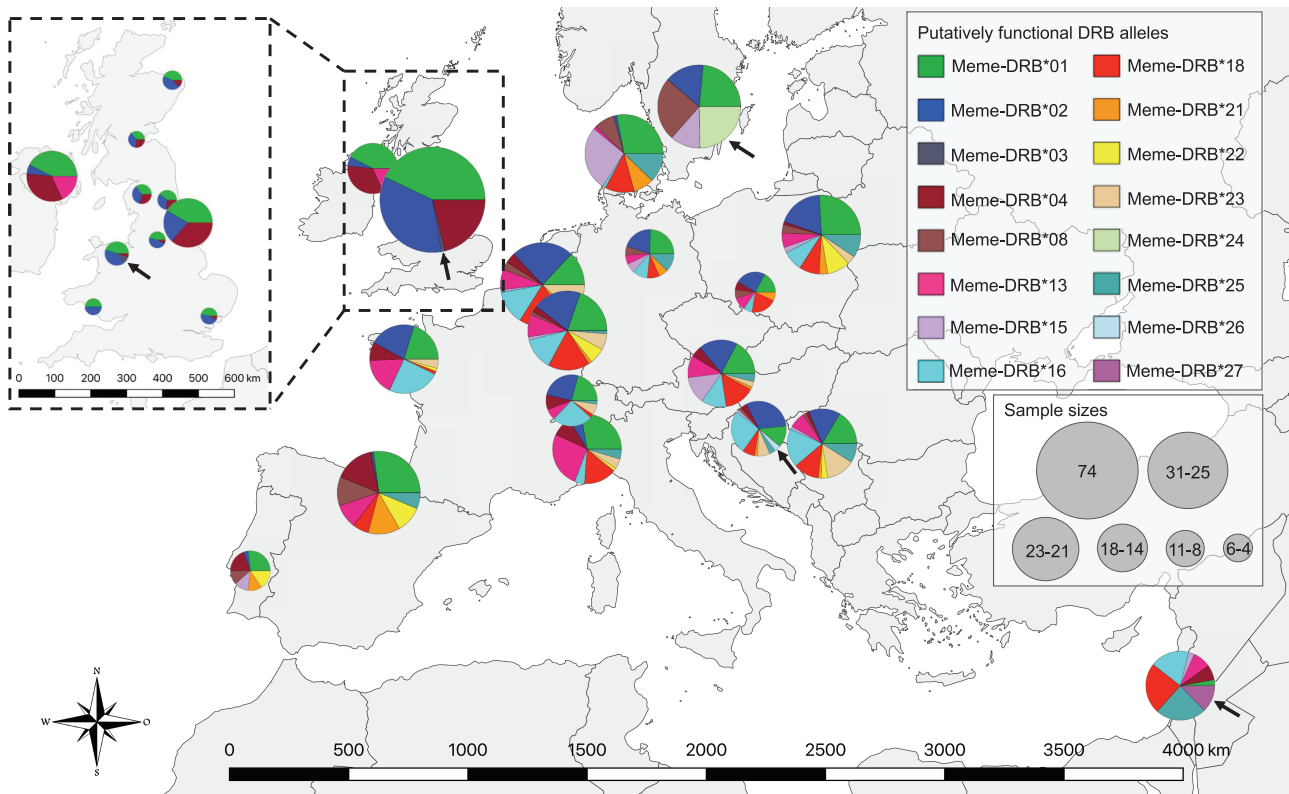 Putatively functional DRB alleles
Meme-DRB*01
Meme-DRB*02
Meme-DRB*03
Meme-DRB*04
Meme-DRB*08
Meme-DRB*13
Meme-DRB*15
Meme-DRB*16
Meme-DRB*18
Meme-DRB*21
Meme-DRB*22
Meme-DRB*23
Meme-DRB*24
Meme-DRB*25
Meme-DRB*26
Meme-DRB*27
Sample sizes
74
31-25
23-21
18-14
11-8
6-4
0 100 200 300 400 500 600 km
N
W
O
S
0 500 1000 1500 2000 2500 3000 3500 4000 km